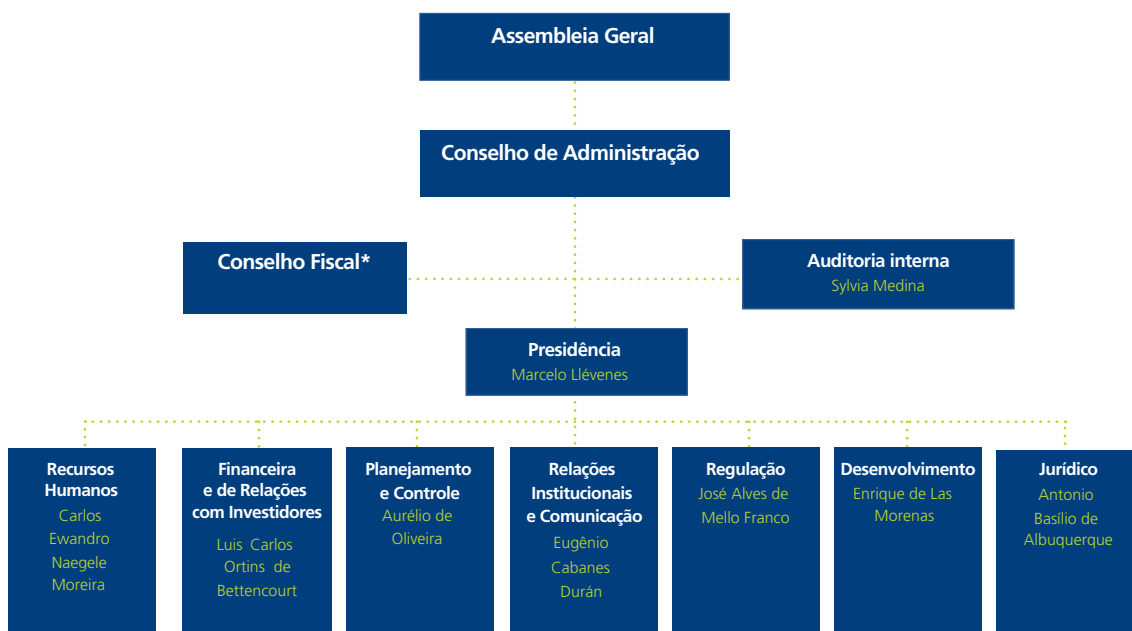 Assembleia Geral
Conselho de Administração
Conselho Fiscal*
Auditoria interna
Sylvia Medina
Presidência
Marcelo Llévenes
Recursos
Humanos
Carlos
Ewandro
Naegele
Moreira
Financeira
e de Relações
com Investidores
Luis Carlos
Ortins de
Bettencourt
Planejamento
e Controle
Aurélio de
Oliveira
Relações
Institucionais
e Comunicação
Eugênio
Cabanes
Durán
Regulação
José Alves de
Mello Franco
Desenvolvimento
Enrique de Las
Morenas
Jurídico
Antonio
Basílio de
Albuquerque